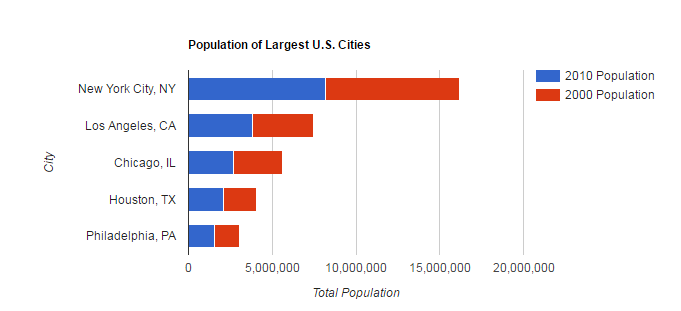 Population of Largest U.S. Cities
2010 Population
2000 Population
City
New York City, NY
Los Angeles, CA
Chicago, IL
Houston, TX
Philadelphia, PA
0 5,000,000 10,000,000 15,000,000 20,000,000
Total Population